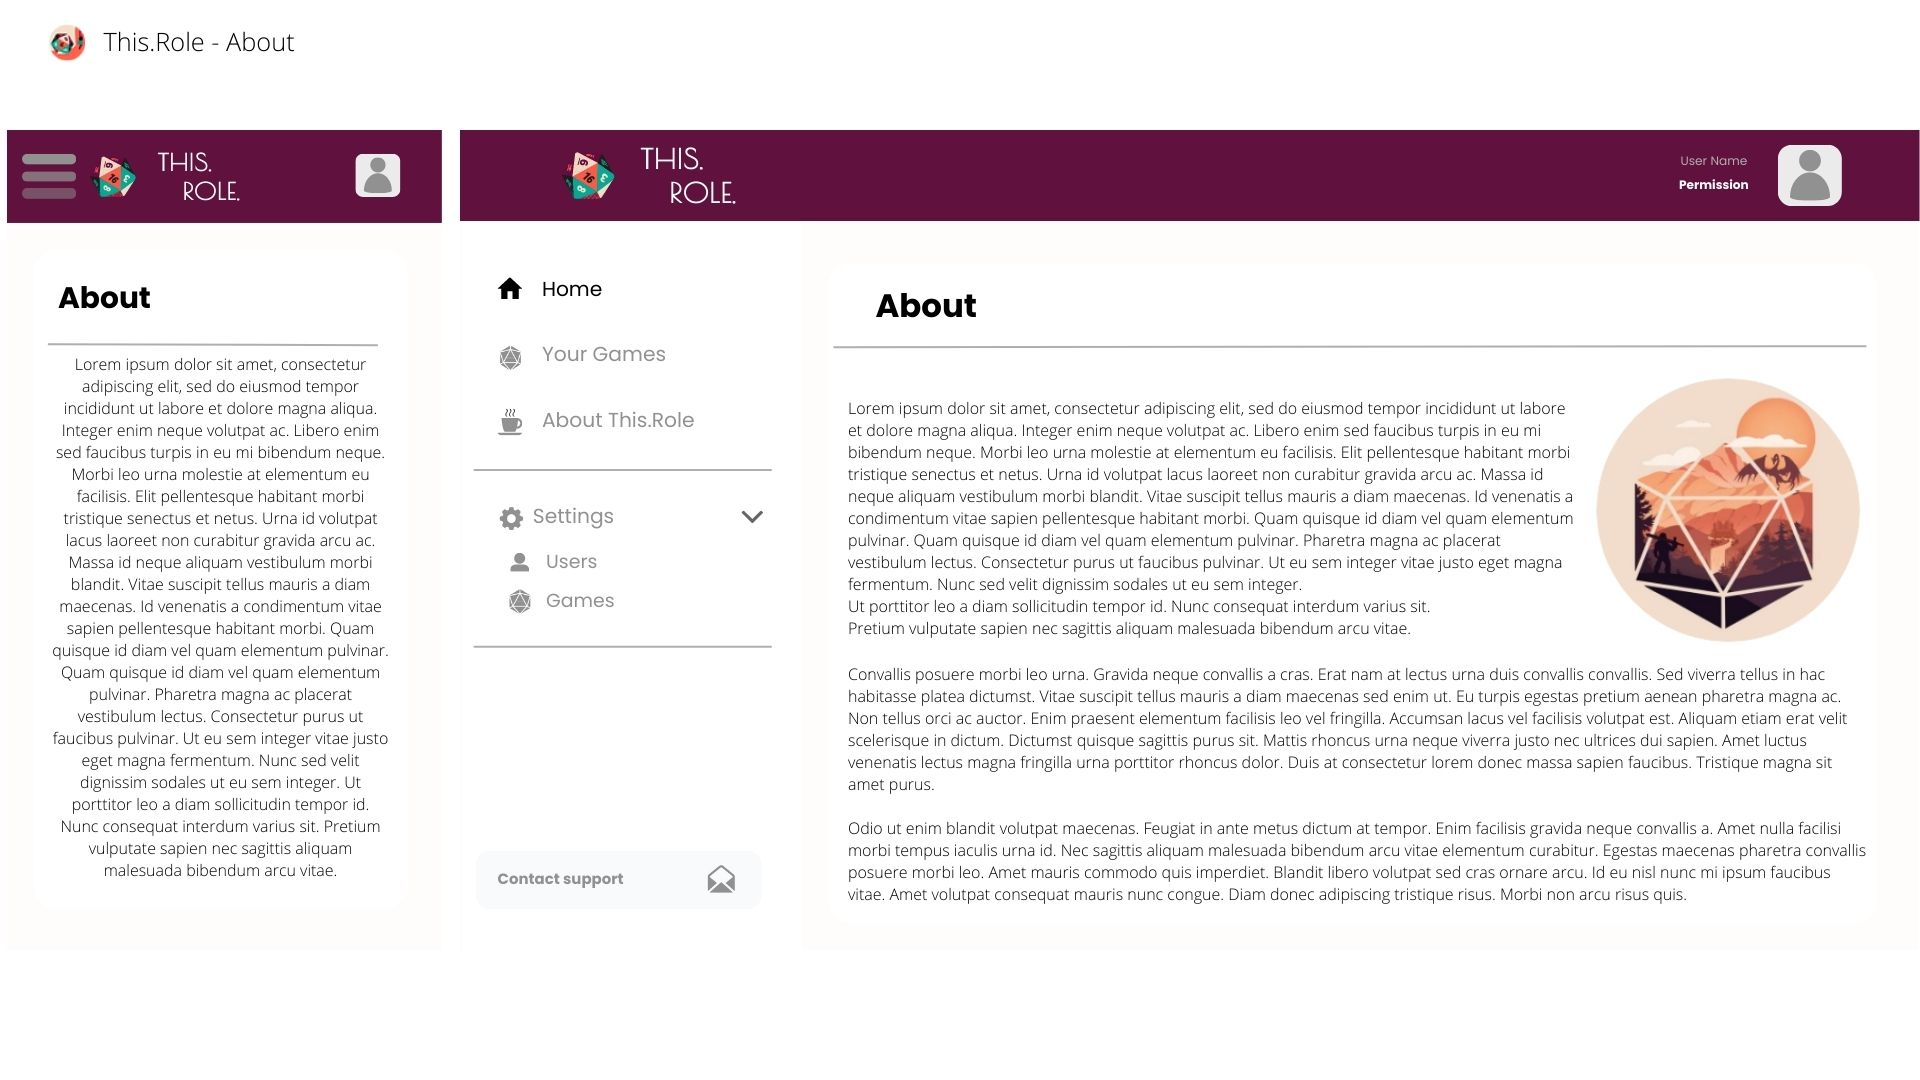 This.Role - About
THIS.
ROLE.
About
Lorem ipsum dolor sit amet, consectetur
adipiscing elit, sed do eiusmod tempor
incididunt ut labore et dolore magna aliqua.
Integer enim neque volutpat ac. Libero enim
sed faucibus turpis in eu mi bibendum neque.
Morbi leo urna molestie at elementum eu
facilisis. Elit pellentesque habitant morbi
tristique senectus et netus. Urna id volutpat
lacus laoreet non curabitur gravida arcu ac.
Massa id neque aliquam vestibulum morbi
blandit. Vitae suscipit tellus mauris a diam
maecenas. Id venenatis a condimentum vitae
sapien pellentesque habitant morbi. Quam
quisque id diam vel quam elementum pulvinar.
Quam quisque id diam vel quam elementum
pulvinar. Pharetra magna ac placerat
vestibulum lectus. Consectetur purus ut
faucibus pulvinar. Ut eu sem integer vitae justo
eget magna fermentum. Nunc sed velit
dignissim sodales ut eu sem integer. Ut
porttitor leo a diam sollicitudin tempor id.
Nunc consequat interdum varius sit. Pretium
vulputate sapien nec sagittis aliquam
malesuada bibendum arcu vitae.
THIS.
ROLE.
User Name
Permission
Home
Your Games
About This.Role
Settings
Users
Games
Contact support
About
Lorem ipsum dolor sit amet, consectetur adipiscing elit, sed do eiusmod tempor incididunt ut labore
et dolore magna aliqua. Integer enim neque volutpat ac. Libero enim sed faucibus turpis in eu mi
bibendum neque. Morbi leo urna molestie at elementum eu facilisis. Elit pellentesque habitant morbi
tristique senectus et netus. Urna id volutpat lacus laoreet non curabitur gravida arcu ac. Massa id
neque aliquam vestibulum morbi blandit. Vitae suscipit tellus mauris a diam maecenas. Id venenatis a
condimentum vitae sapien pellentesque habitant morbi. Quam quisque id diam vel quam elementum
pulvinar. Quam quisque id diam vel quam elementum pulvinar. Pharetra magna ac placerat
vestibulum lectus. Consectetur purus ut faucibus pulvinar. Ut eu sem integer vitae justo eget magna
fermentum. Nunc sed velit dignissim sodales ut eu sem integer.
Ut porttitor leo a diam sollicitudin tempor id. Nunc consequat interdum varius sit.
Pretium vulputate sapien nec sagittis aliquam malesuada bibendum arcu vitae.
Convallis posuere morbi leo urna. Gravida neque convallis a cras. Erat nam at lectus urna duis convallis convallis. Sed viverra tellus in hac
habitasse platea dictumst. Vitae suscipit tellus mauris a diam maecenas sed enim ut. Eu turpis egestas pretium aenean pharetra magna ac.
Non tellus orci ac auctor. Enim praesent elementum facilisis leo vel fringilla. Accumsan lacus vel facilisis volutpat est. Aliquam etiam erat velit
scelerisque in dictum. Dictumst quisque sagittis purus sit. Mattis rhoncus urna neque viverra justo nec ultrices dui sapien. Amet luctus
venenatis lectus magna fringilla urna porttitor rhoncus dolor. Duis at consectetur lorem donec massa sapien faucibus. Tristique magna sit
amet purus.
Odio ut enim blandit volutpat maecenas. Feugiat in ante metus dictum at tempor. Enim facilisis gravida neque convallis a. Amet nulla facilisi
morbi tempus iaculis urna id. Nec sagittis aliquam malesuada bibendum arcu vitae elementum curabitur. Egestas maecenas pharetra convallis
posuere morbi leo. Amet mauris commodo quis imperdiet. Blandit libero volutpat sed cras ornare arcu. Id eu nisl nunc mi ipsum faucibus
vitae. Amet volutpat consequat mauris nunc congue. Diam donec adipiscing tristique risus. Morbi non arcu risus quis.